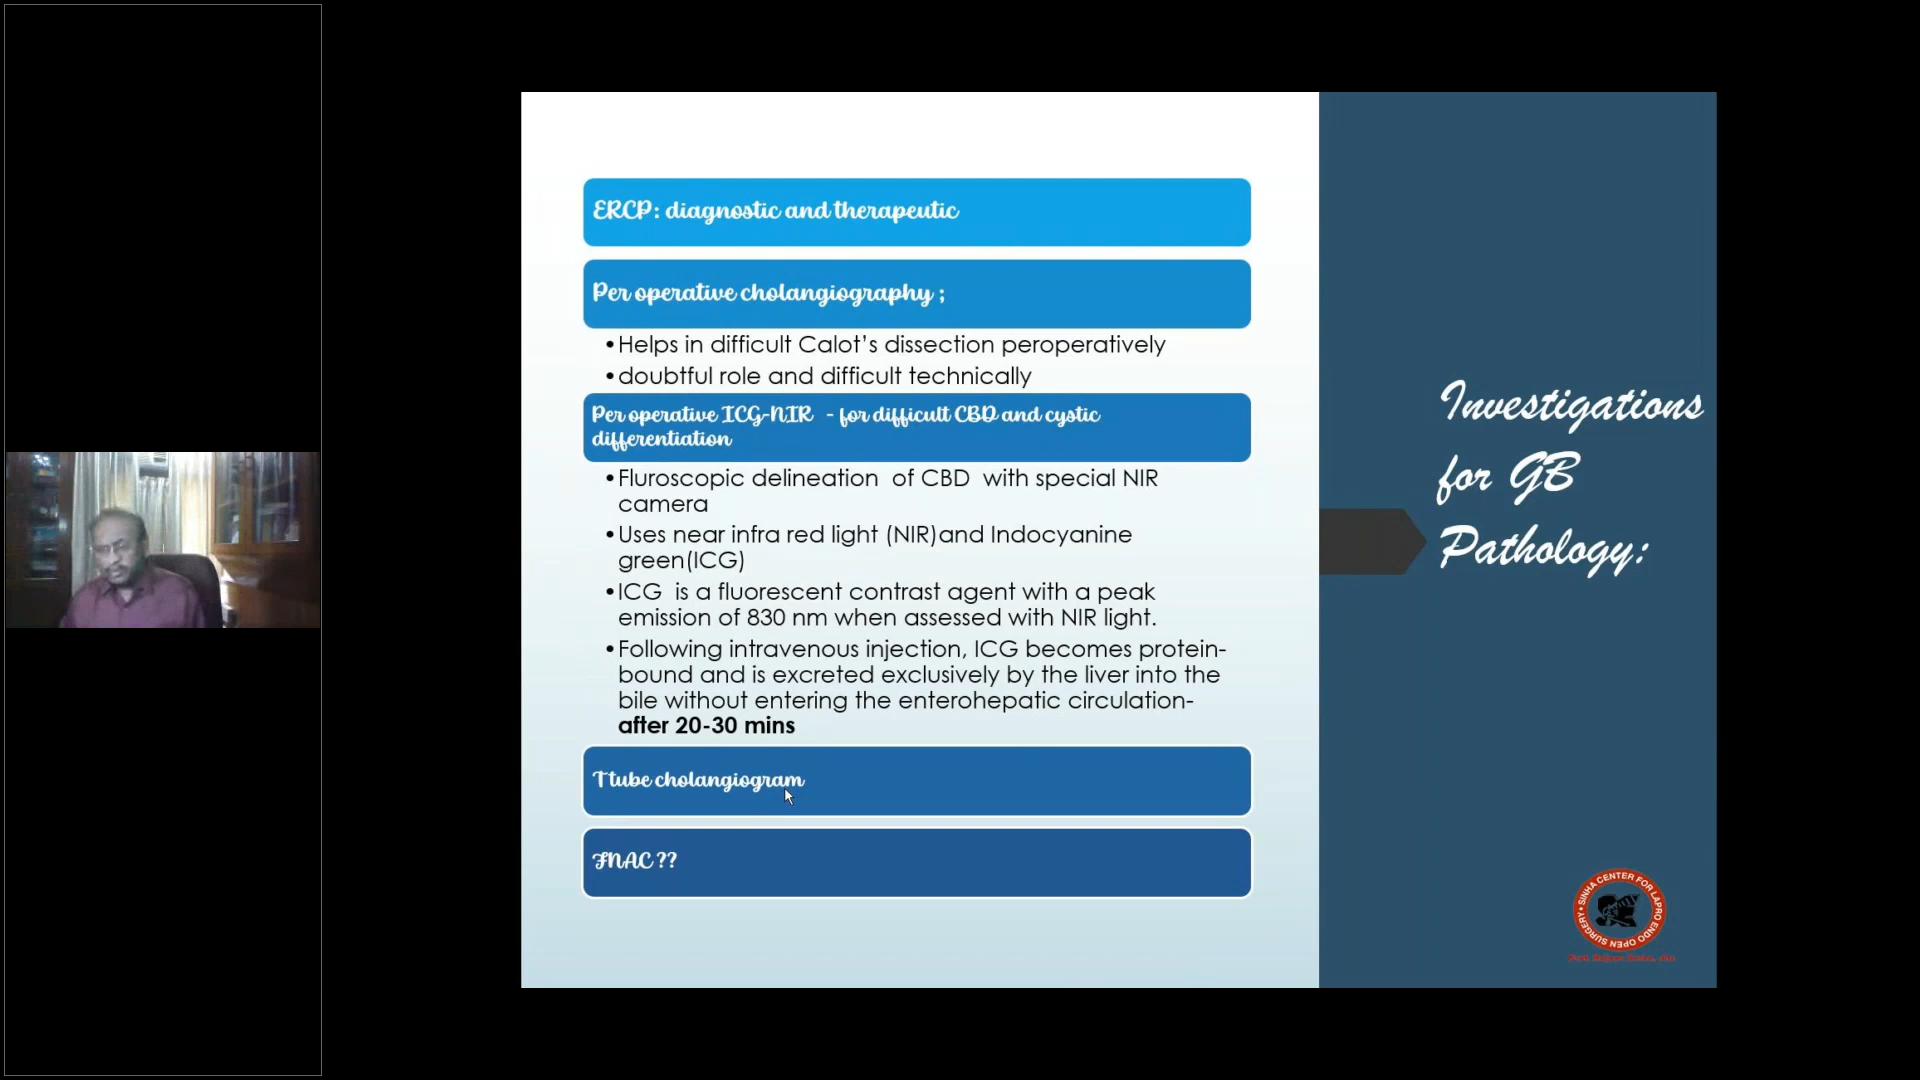 ERCP: diagnostic and therapeutic
Per operative cholangiography ;
•Helps in difficult Calot’s dissection peroperatively
•doubtful role and difficult technically
Per operative ICG-NIR - for difficult CBD and cystic
differentiation
•Fluroscopic delineation of CBD with special NIR
camera
•Uses near infra red light (NIR)and Indocyanine
green(ICG)
•ICG is a fluorescent contrast agent with a peak
emission of 830 nm when assessed with NIR light.
•Following intravenous injection, ICG becomes protein-
bound and is excreted exclusively by the liver into the
bile without entering the enterohepatic circulation-
after 20-30 mins
T tube cholangiogram
FNAC ??
Investigations
for GB
Pathology:
SINHA CENTER FOR LAPRO ENDO OPEN SURGERY